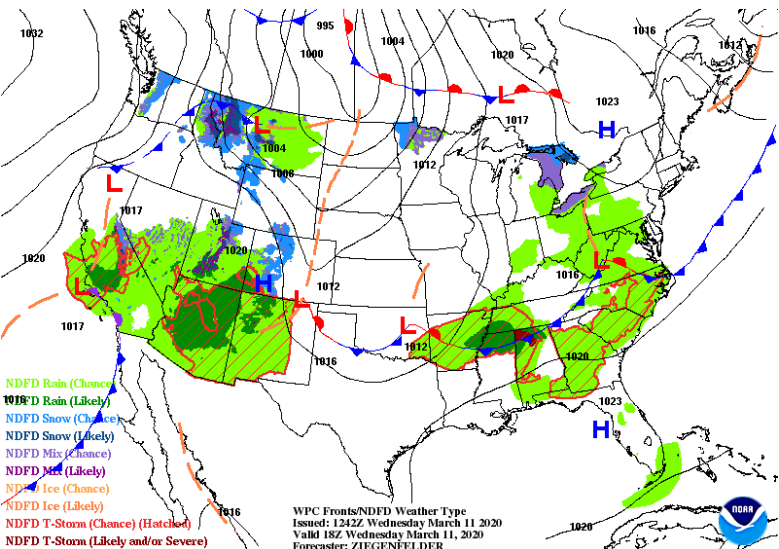 1032
995
1000
1004
1020
1016
1012
1023
H
L
1017
L
1004
1012
1008
L
1017
1020
1020
1016
L
H
1012
L
L
1017
L
1012
1016
1020
NDFD Rain (Chance)
NDFD Rain (Likely)
1016
1023
NDFD Snow (Chance)
NDFD Snow (Likely)
H
NDFD Mix (Chance)
NDFD Mix (Likely)
NDFD Ice (Chance)
NDFD Ice (Likely)
1016
NDFD T-Storm (Chance) (Hatched)
NDFD T-Storm (Likely and/or Severe)
WPC Fronts/NDFD Weather Type
Issued: 1242Z Wednesday March 11 2020
Valid 18Z Wednesday March 11, 2020
Forecaster: ZIEGENFELDER
1020
NOAA